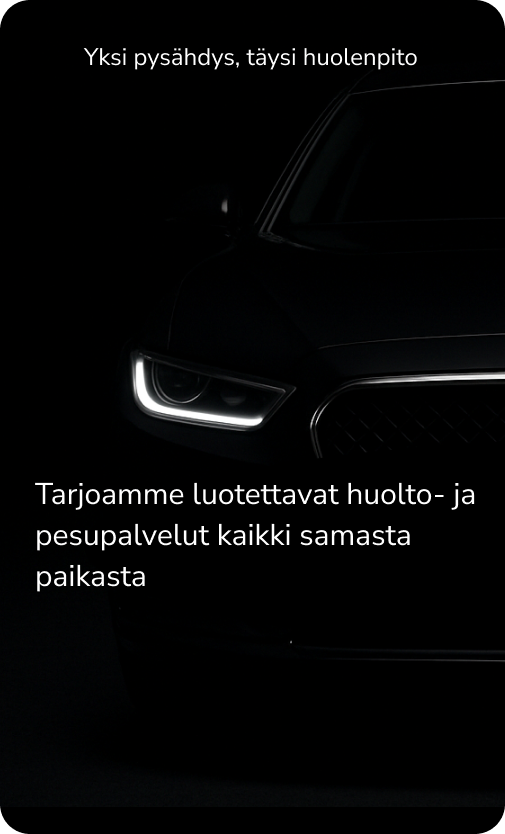 Yksi pysähdys, täysi huolenpito
Tarjoamme luotettavat huolto- ja
pesupalvelut kaikki samasta
paikasta